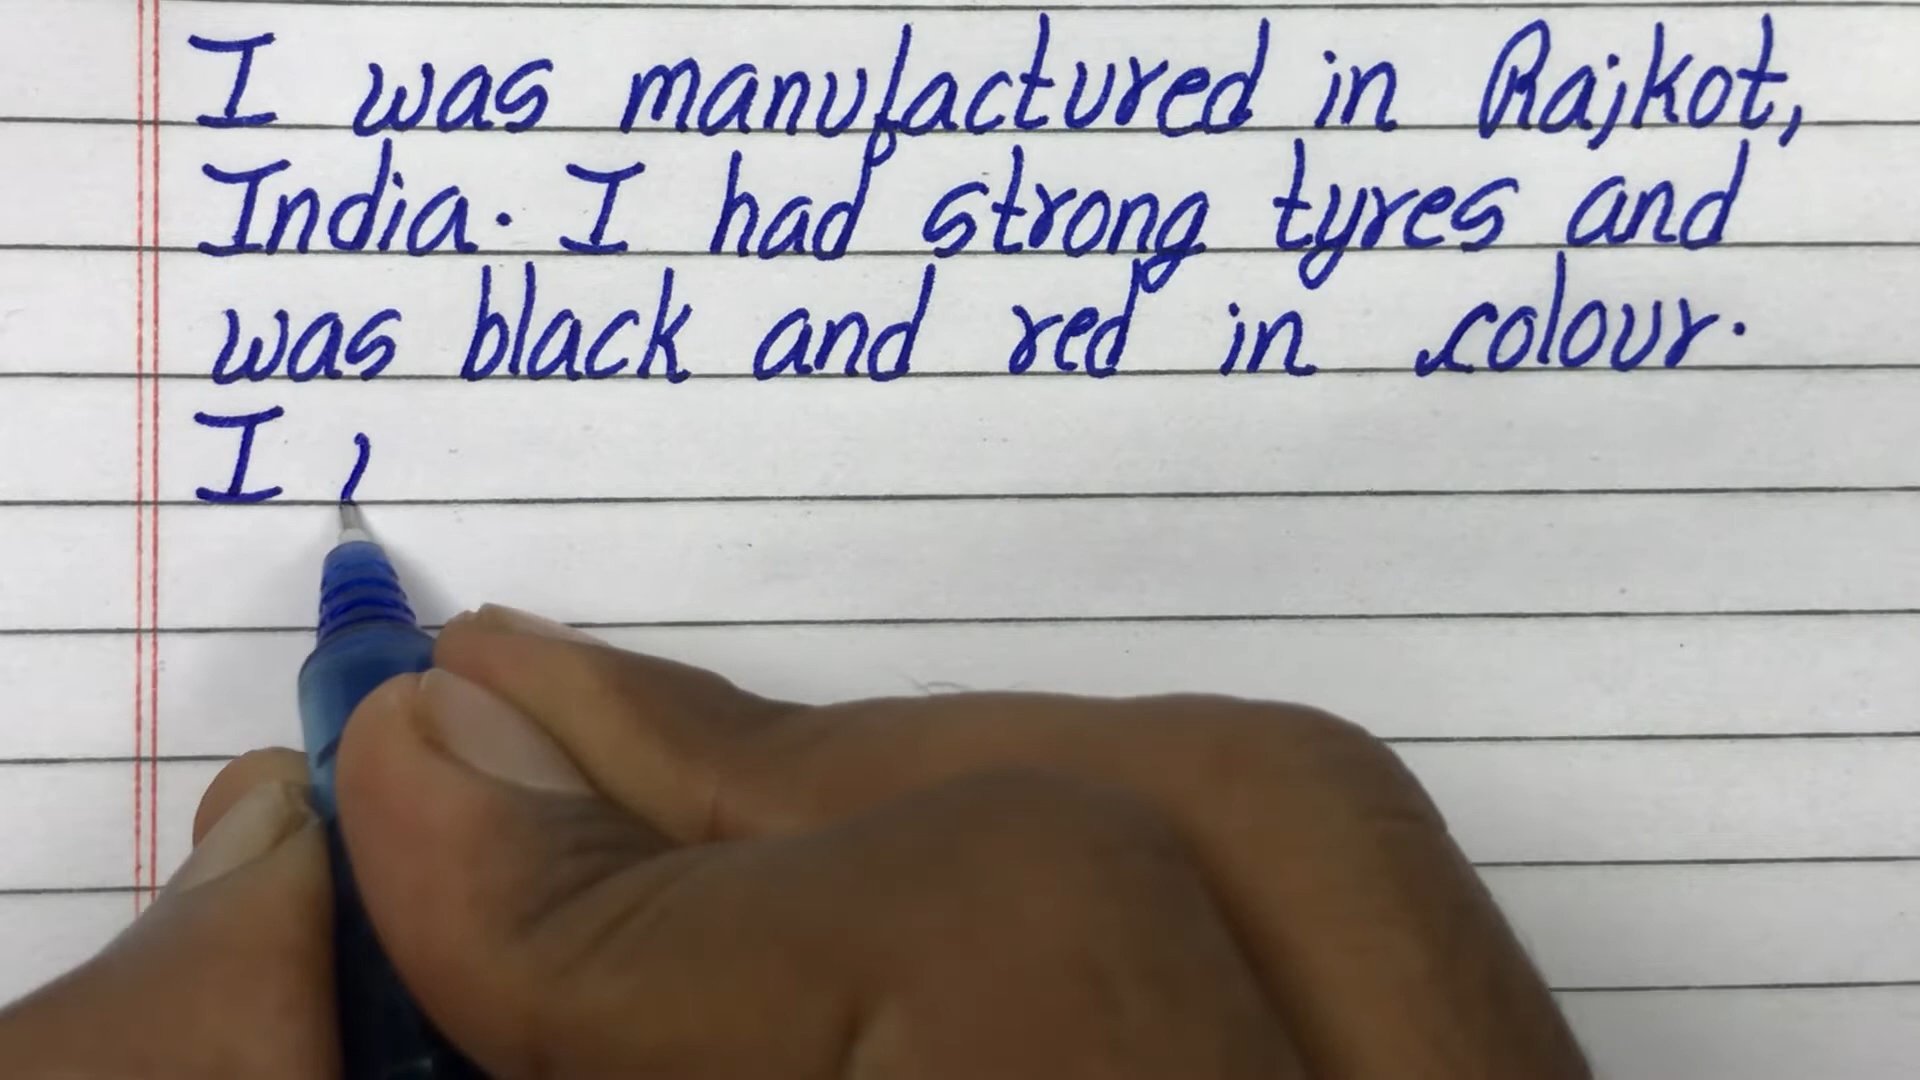 I was manufactured in Rajkot,
India. I had strong tyres and
was black and red in colour.
I